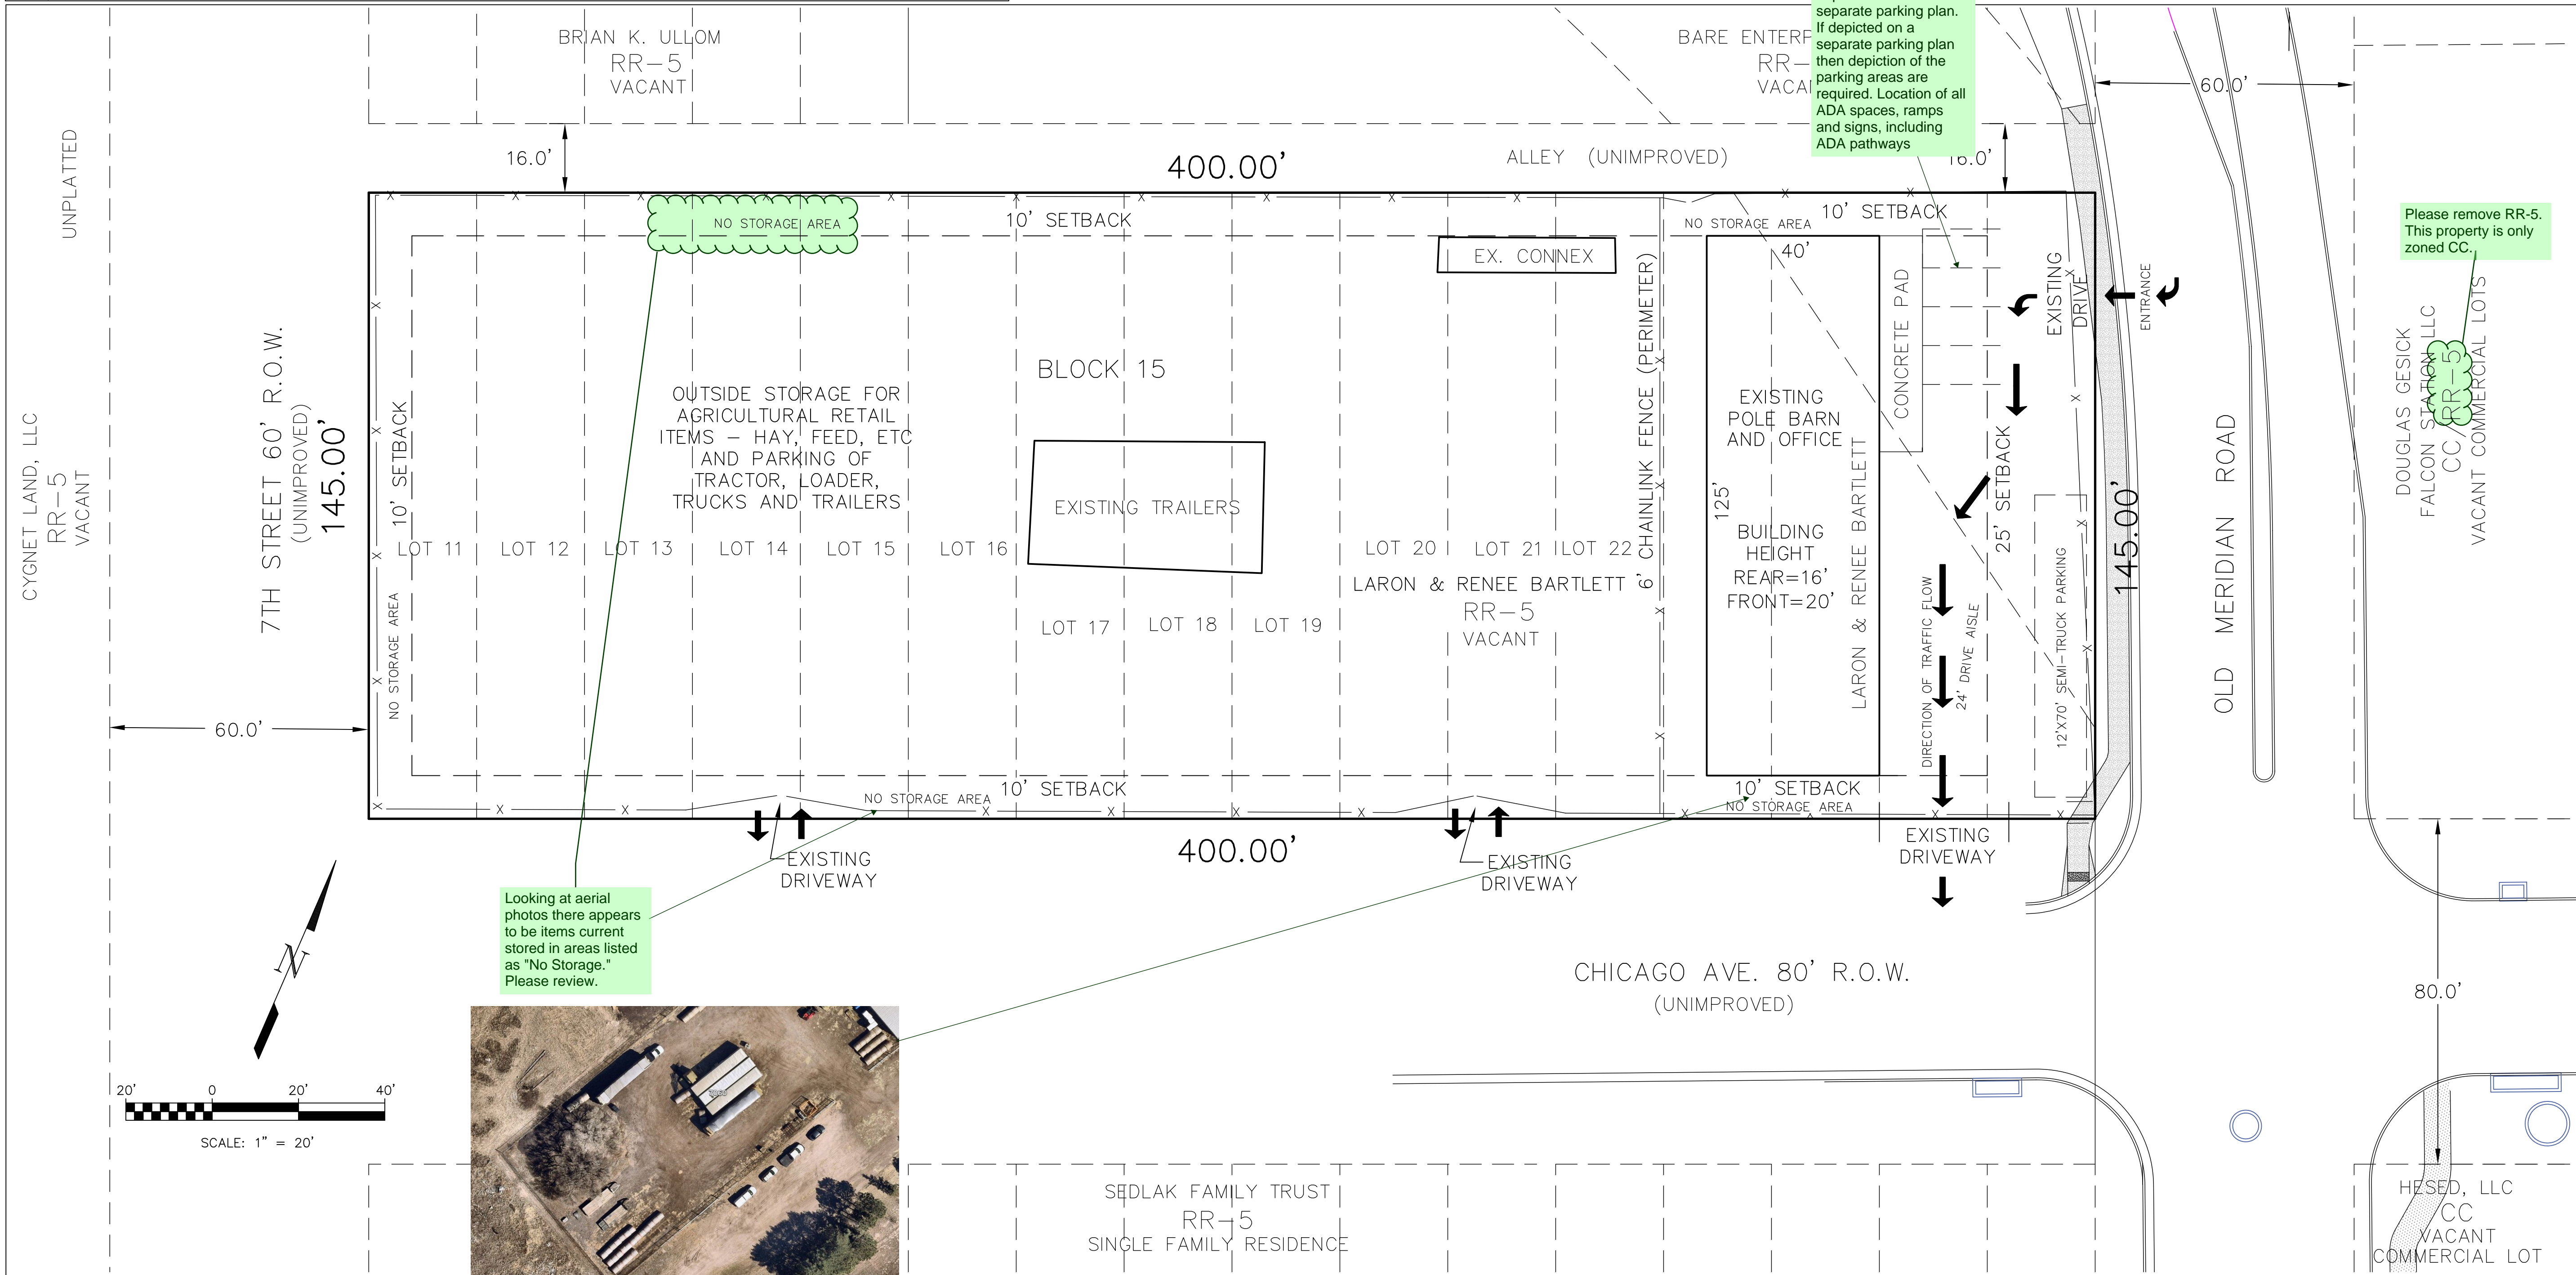 separate parking plan.
If depicted on a
separate parking plan
then depiction of the
parking areas are
required. Location of all
ADA spaces, ramps
and signs, including
ADA pathways
BRIAN K. ULLOM
RR-5
VACANT
BARE ENTERP
RR-
VACA
60.0'
UNPLATTED
16.0'
400.00'
ALLEY (UNIMPROVED)
16.0'
NO STORAGE AREA
10' SETBACK
NO STORAGE AREA
10' SETBACK
Please remove RR-5.
This property is only
zoned CC.
EX. CONNEX
40'
CONCRETE PAD
EXISTING
DRIVE
ENTRANCE
6' CHAINLINK FENCE (PERIMETER)
BLOCK 15
OUTSIDE STORAGE FOR
AGRICULTURAL RETAIL
ITEMS – HAY, FEED, ETC
AND PARKING OF
TRACTOR, LOADER,
TRUCKS AND TRAILERS
EXISTING TRAILERS
EXISTING
POLE BARN
AND OFFICE
125'
BUILDING
HEIGHT
REAR=16'
FRONT=20'
LARON & RENEE BARTLETT
DIRECTION OF TRAFFIC FLOW
24' DRIVE AISLE
25' SETBACK
12'X70' SEMI-TRUCK PARKING
145.00'
OLD MERIDIAN ROAD
DOUGLAS GESICK
FALCON STATION LLC
CC RR-5
VACANT COMMERCIAL LOTS
CYGNET LAND, LLC
RR-5
VACANT
7TH STREET 60' R.O.W.
(UNIMPROVED)
145.00'
10' SETBACK
NO STORAGE AREA
LOT 11
LOT 12
LOT 13
LOT 14
LOT 15
LOT 16
LOT 17
LOT 18
LOT 19
LOT 20
LOT 21
LOT 22
LARON & RENEE BARTLETT
RR-5
VACANT
60.0'
NO STORAGE AREA
10' SETBACK
10' SETBACK
NO STORAGE AREA
EXISTING
DRIVEWAY
400.00'
EXISTING
DRIVEWAY
EXISTING
DRIVEWAY
Looking at aerial
photos there appears
to be items current
stored in areas listed
as "No Storage."
Please review.
N
CHICAGO AVE. 80' R.O.W.
(UNIMPROVED)
80.0'
20' 0 20' 40'
SCALE: 1" = 20'
SEDLAK FAMILY TRUST
RR-5
SINGLE FAMILY RESIDENCE
HESED, LLC
CC
VACANT
COMMERCIAL LOT